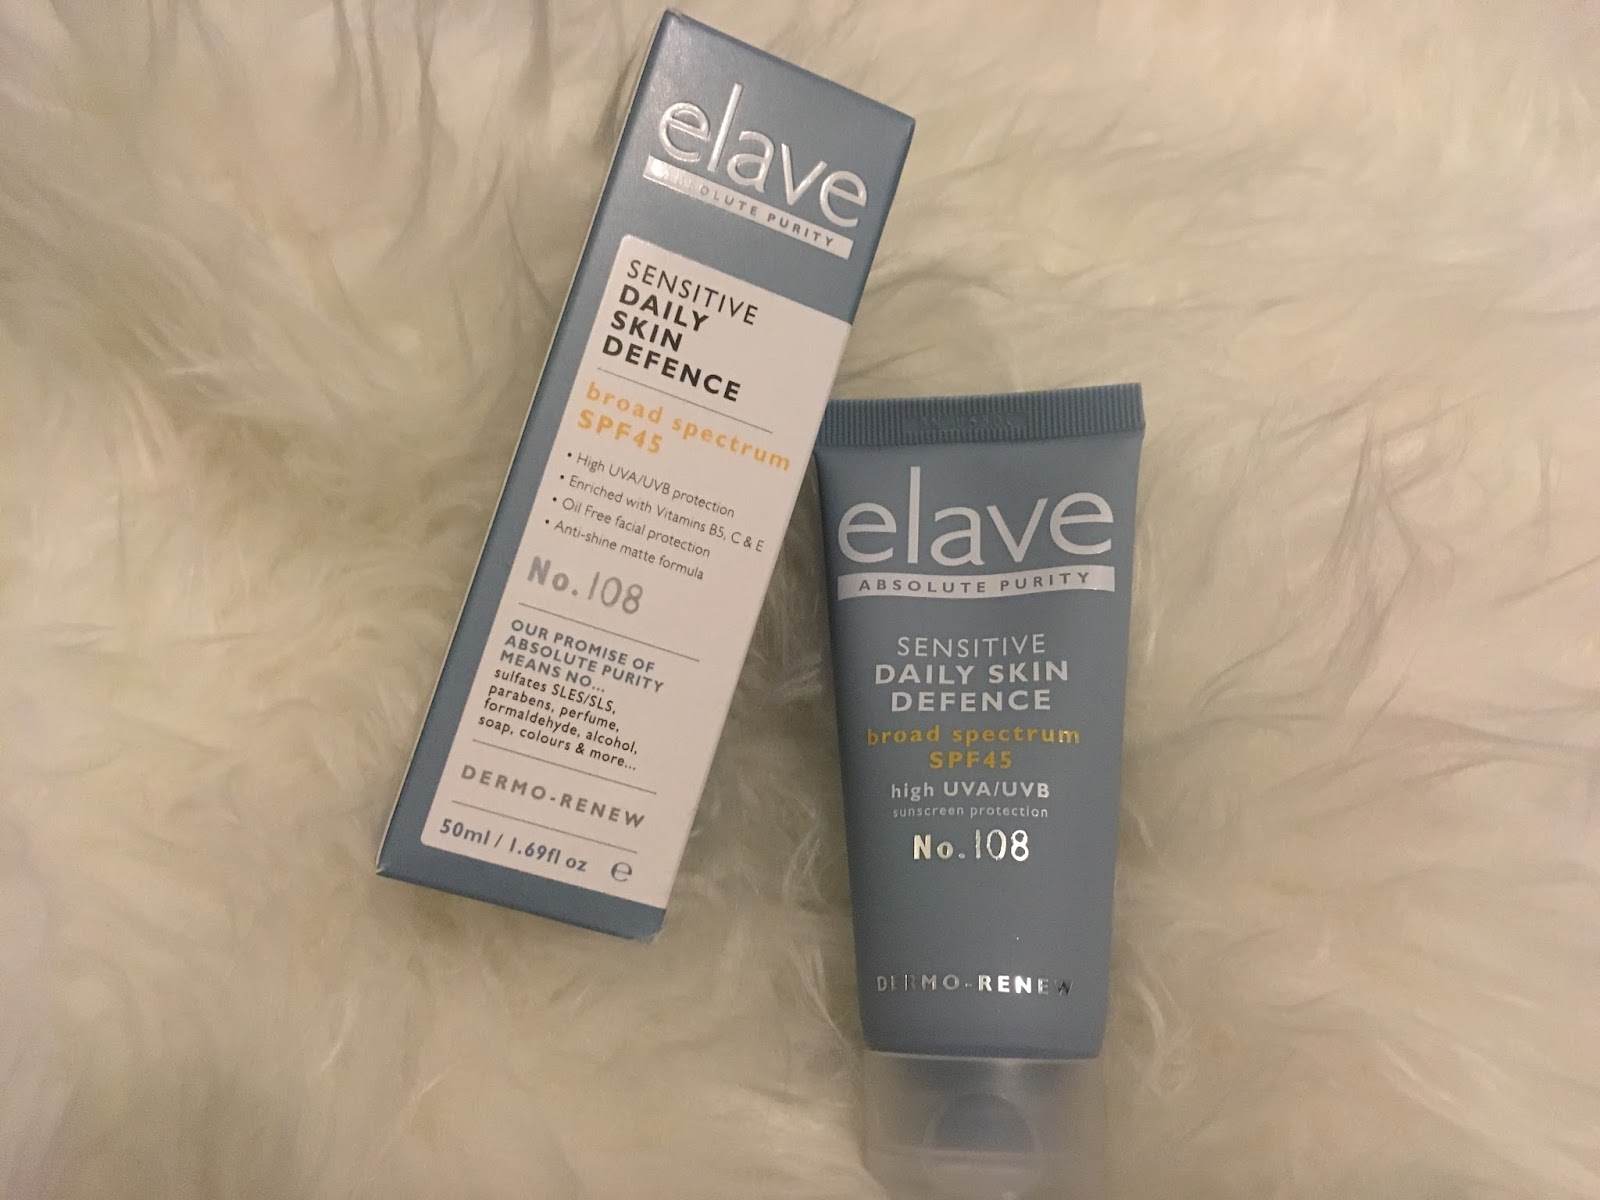 elave
ABSOLUTE PURITY
SENSITIVE
DAILY
SKIN
DEFENCE
broad spectrum
SPF45
• High UVA/UVB protection
• Enriched with Vitamins B5, C & E
• Oil Free facial protection
• Anti-shine matte formula
No. 108
OUR PROMISE OF
ABSOLUTE PURITY
MEANS NO...
sulfates SLES/SLS,
parabens, perfume,
formaldehyde, alcohol,
soap, colours & more...
DERMO-RENEW
50ml / 1.69fl oz ℮
elave
ABSOLUTE PURITY
SENSITIVE
DAILY SKIN
DEFENCE
broad spectrum
SPF45
high UVA/UVB
sunscreen protection
No. 108
DERMO-RENEW